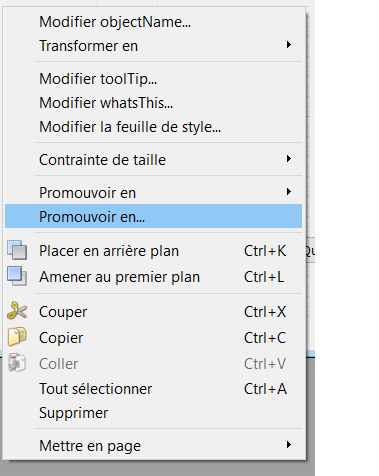 Modifier objectName...
Transformer en
Modifier toolTip...
Modifier whatsThis...
Modifier la feuille de style...
Contrainte de taille
Promouvoir en
Promouvoir en...
Placer en arrière plan Ctrl+K
Amener au premier plan Ctrl+L
Couper Ctrl+X
Copier Ctrl+C
Coller Ctrl+V
Tout sélectionner Ctrl+A
Supprimer
Mettre en page